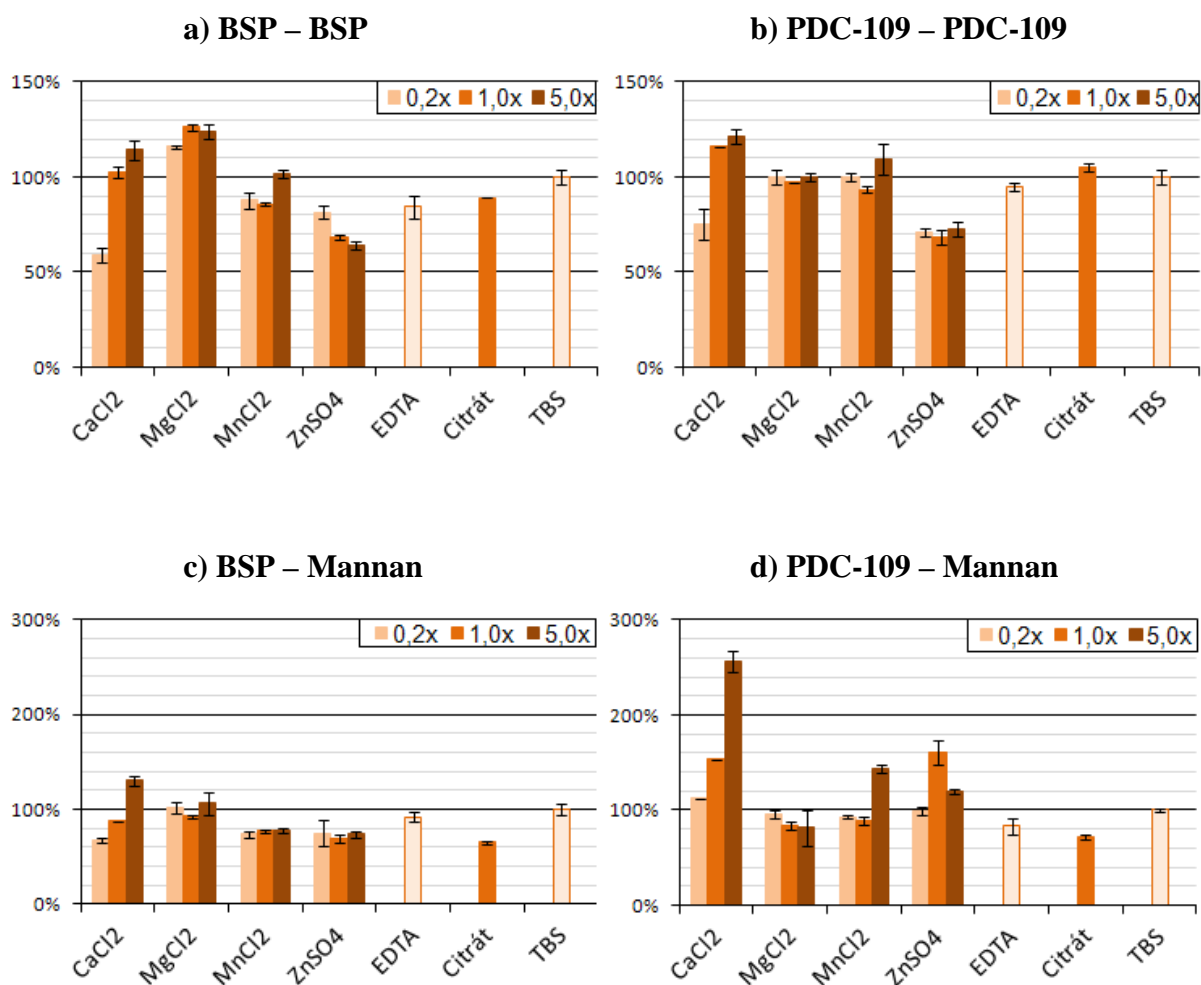 a) BSP – BSP
150%
0,2x 1,0x 5,0x
100%
50%
0%
CaCl2 MgCl2 MnCl2 ZnSO4 EDTA Citrát TBS
b) PDC-109 – PDC-109
150%
0,2x 1,0x 5,0x
100%
50%
0%
CaCl2 MgCl2 MnCl2 ZnSO4 EDTA Citrát TBS
c) BSP – Mannan
300%
0,2x 1,0x 5,0x
200%
100%
0%
CaCl2 MgCl2 MnCl2 ZnSO4 EDTA Citrát TBS
d) PDC-109 – Mannan
300%
0,2x 1,0x 5,0x
200%
100%
0%
CaCl2 MgCl2 MnCl2 ZnSO4 EDTA Citrát TBS